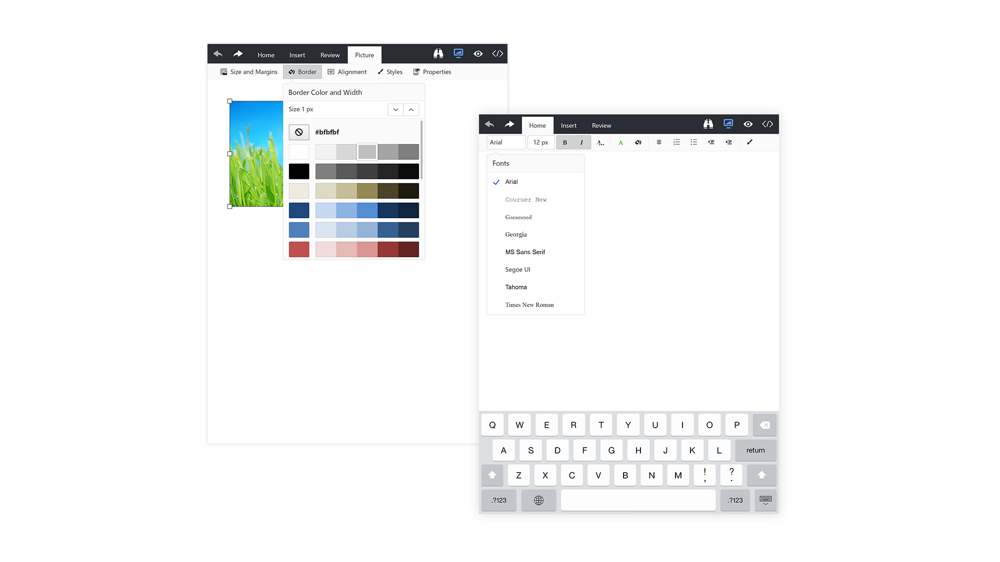 Home Insert Review Picture
Size and Margins Border Alignment Styles Properties
Border Color and Width
Size 1 px
#bfbfbf
Home Insert Review
Arial 12 px B I A.. A
Fonts
Arial
Couruer New
Garamond
Georgia
MS Sans Serif
Segoe UI
Tahoma
Times New Roman
Q W E R T Y U I O P
A S D F G H J K L return
Z X C V B N M ! , ? .
.?123 .?123